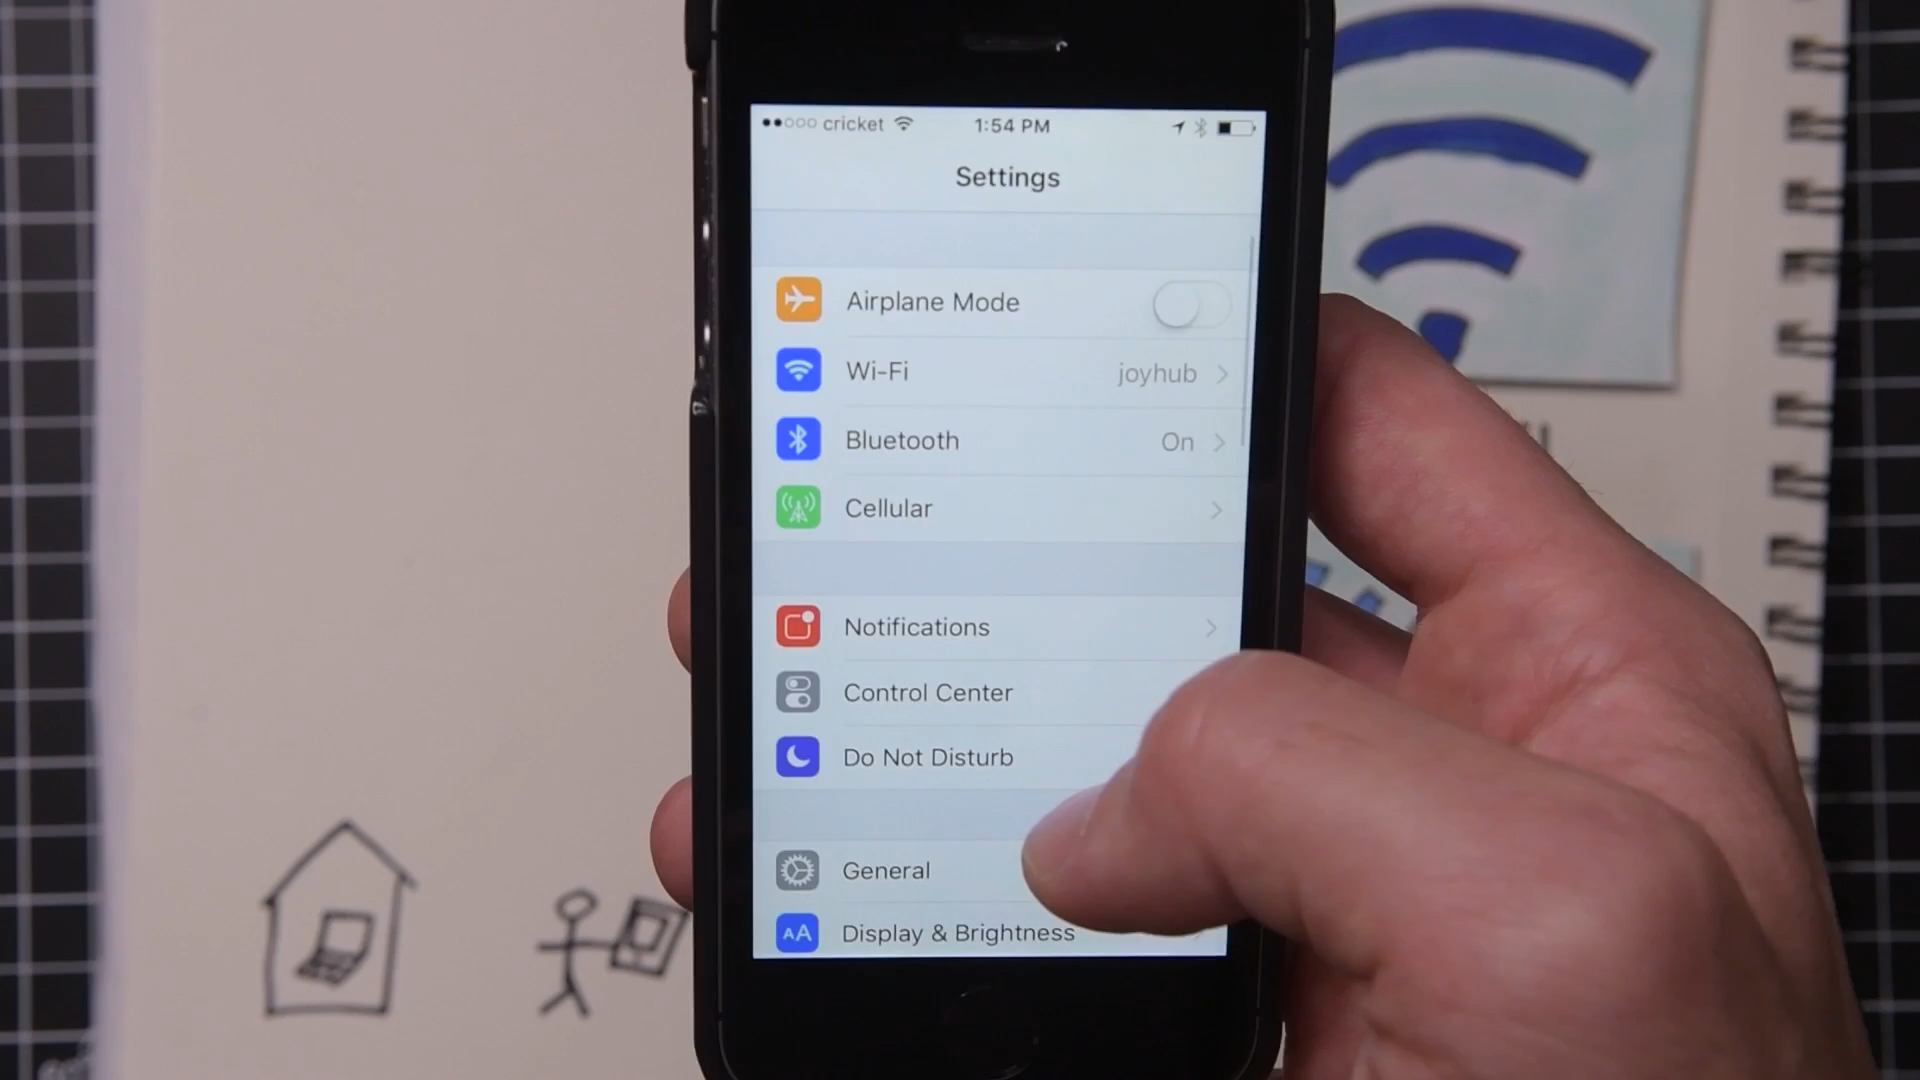 cricket 1:54 PM
Settings
Airplane Mode
Wi-Fi joyhub
Bluetooth On
Cellular
Notifications
Control Center
Do Not Disturb
General
AA Display & Brightness